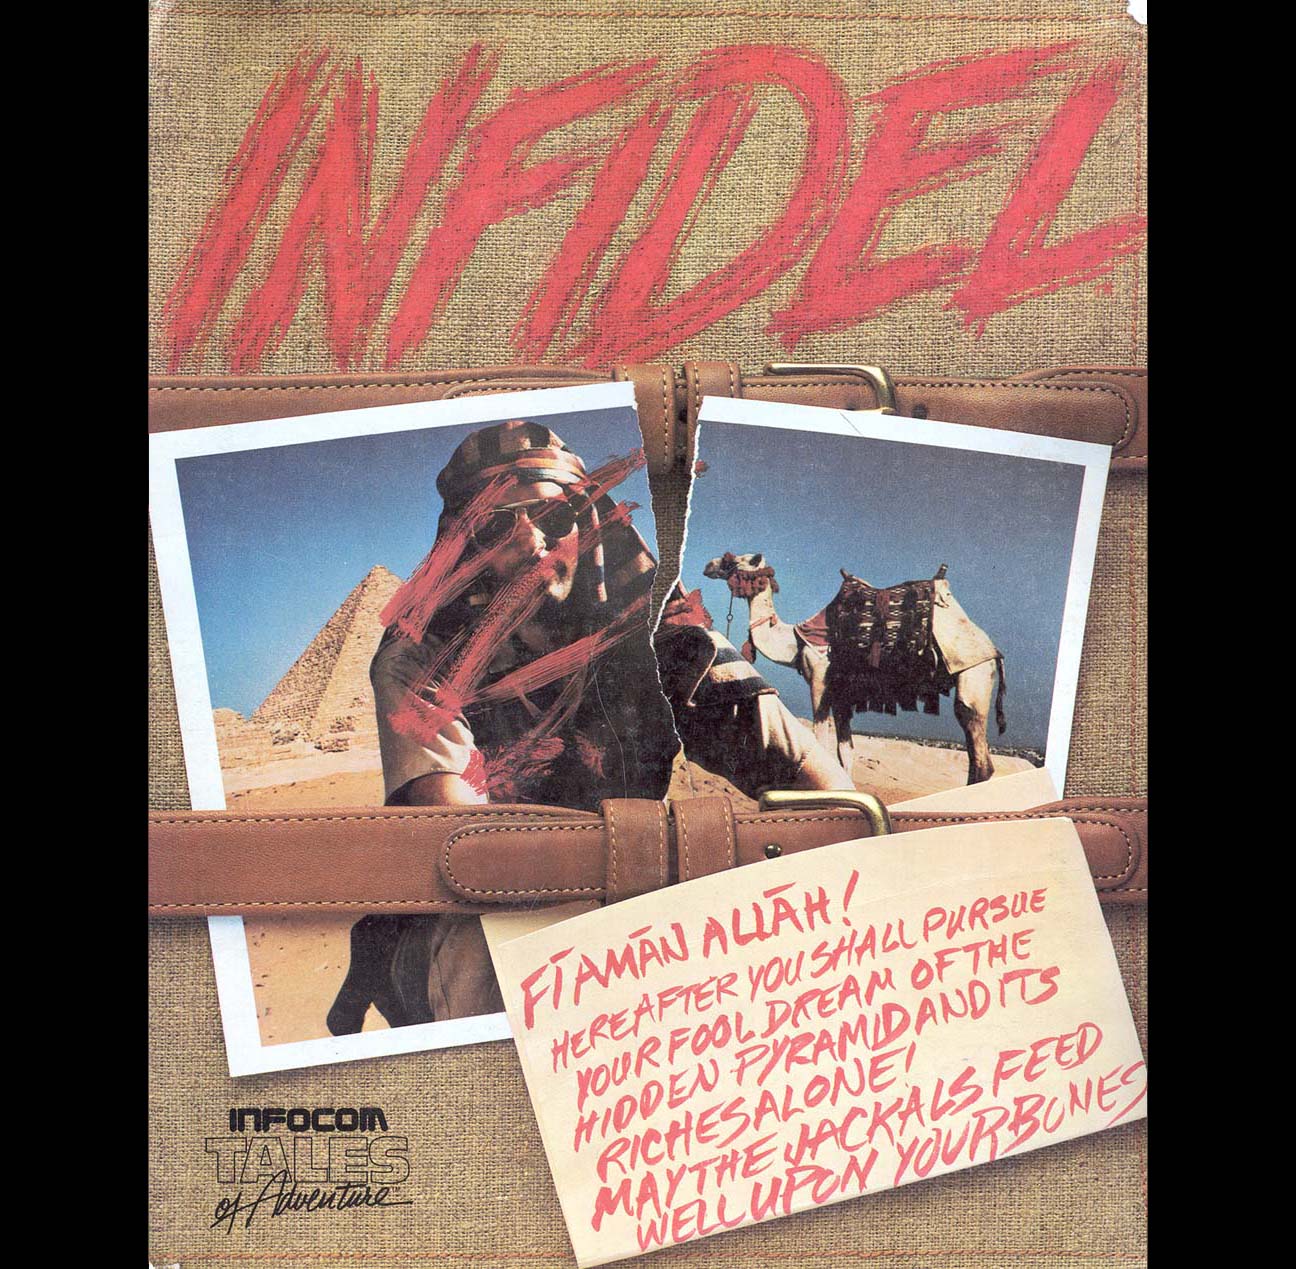 INFIDEL
FĪ AMĀN ALLĀH!
HEREAFTER YOU SHALL PURSUE
YOUR FOOL DREAM OF THE
HIDDEN PYRAMID AND ITS
RICHES ALONE!
MAY THE JACKALS FEED
WELL UPON YOUR BONES
INFOCOM
TALES
of Adventure